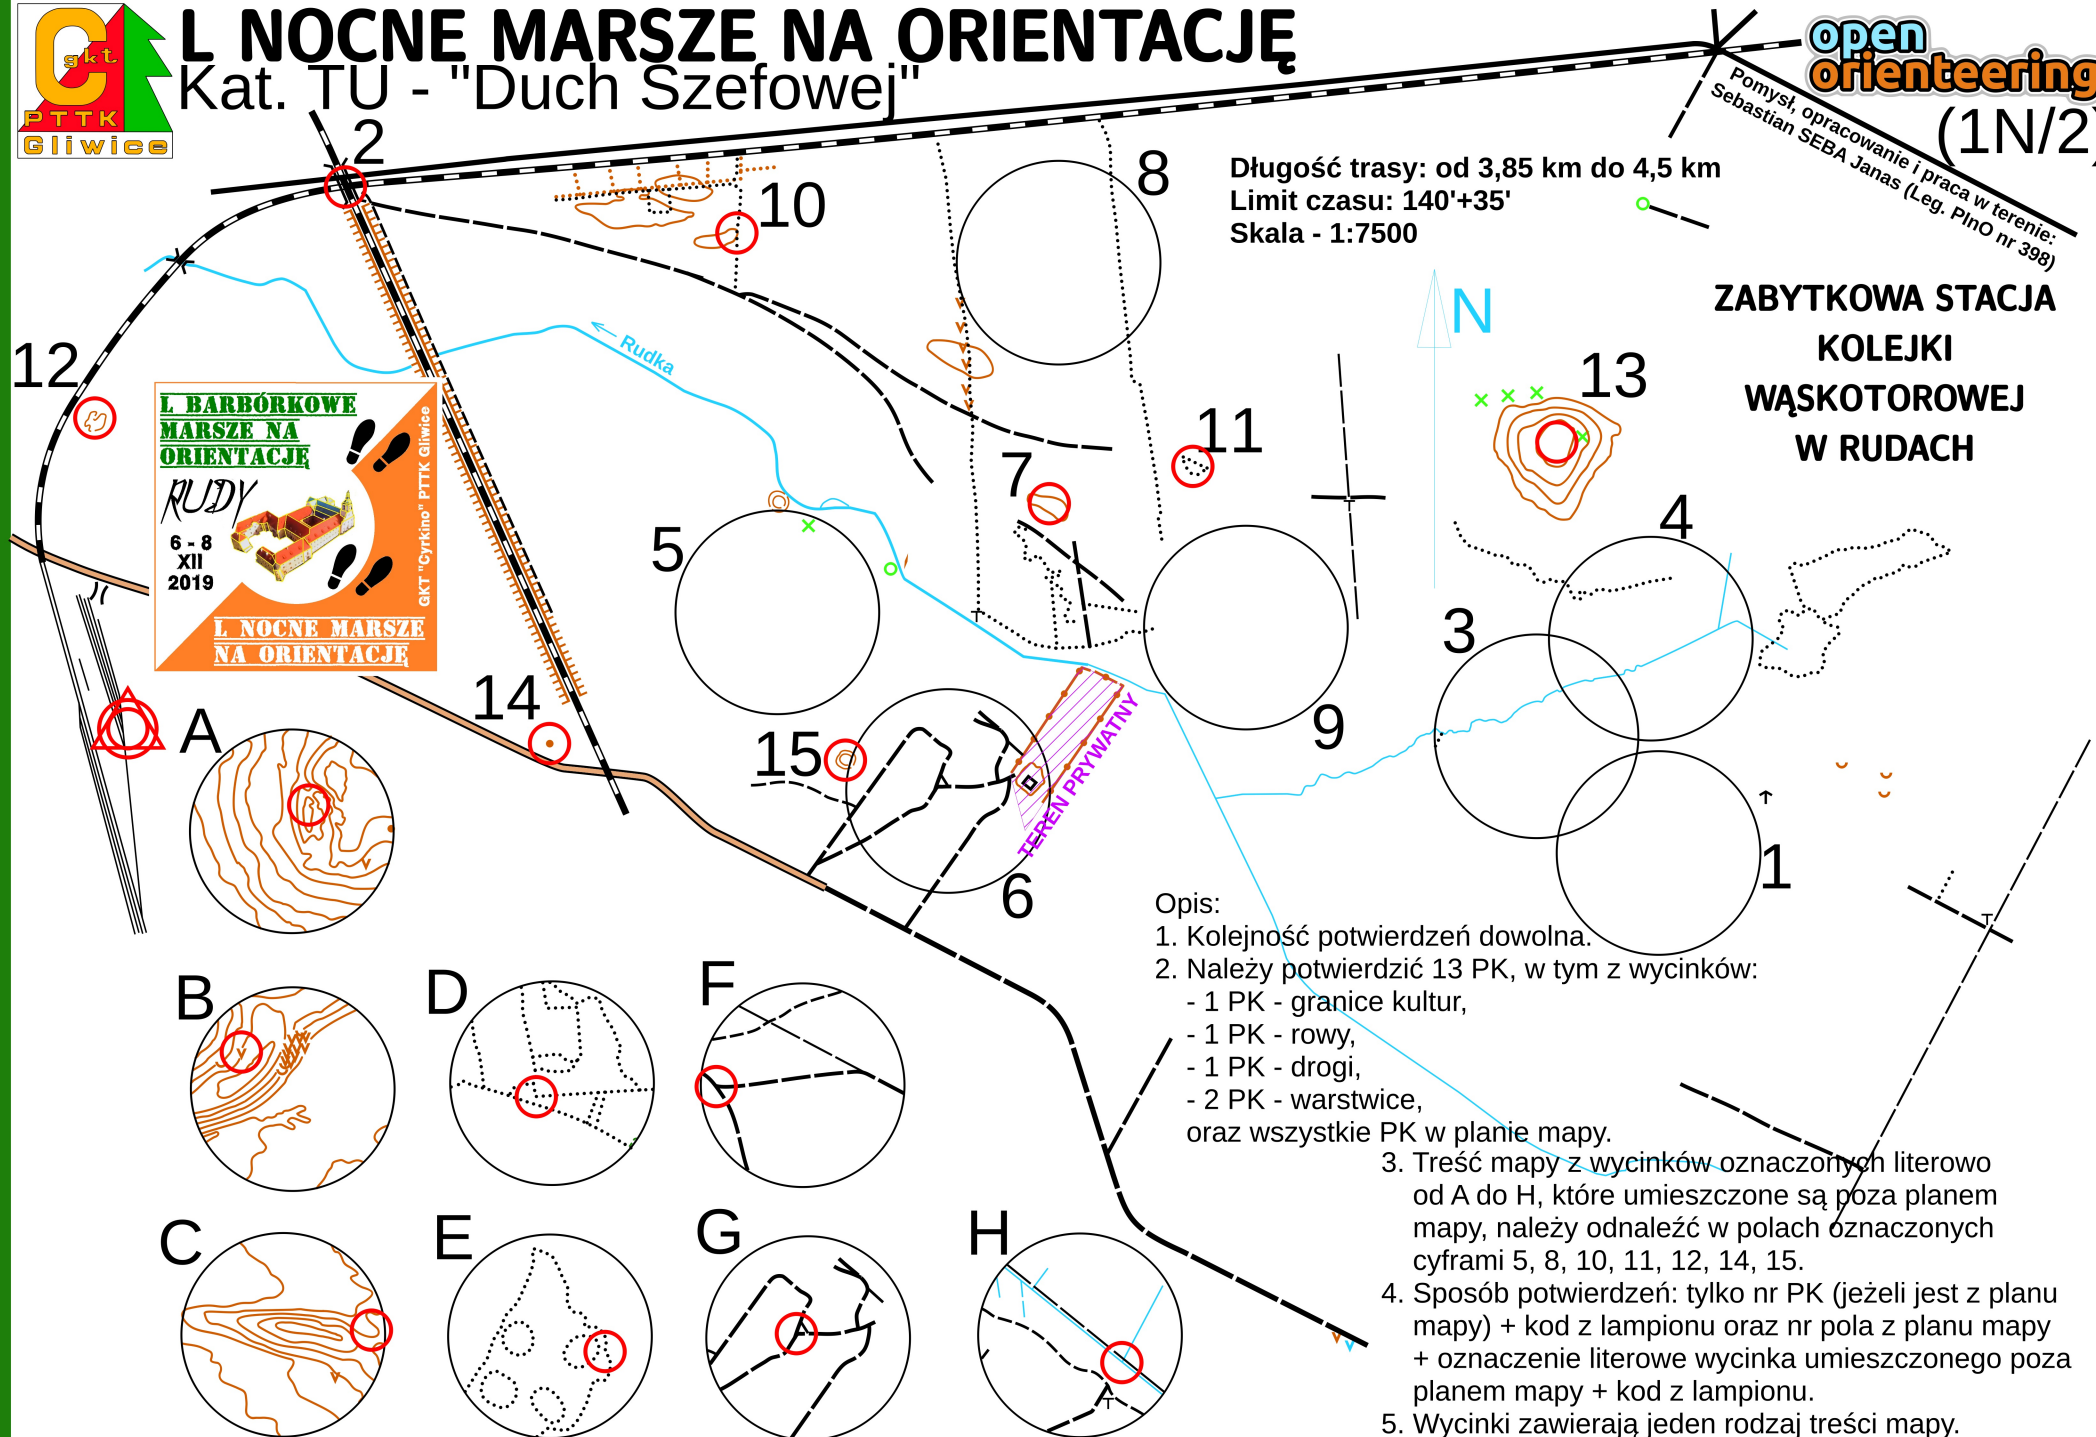 L NOCNE MARSZE NA ORIENTACJĘ
Kat. TU - "Duch Szefowej"
gkt
PTTK
Gliwice
open
orienteering
(1N/2)
Pomysł, opracowanie i praca w terenie:
Sebastian SEBA Janas (Leg. PInO nr 398)
Długość trasy: od 3,85 km do 4,5 km
Limit czasu: 140'+35'
Skala - 1:7500
ZABYTKOWA STACJA
KOLEJKI
WĄSKOTOROWEJ
W RUDACH
N
2
10
8
12
Rudka
13
11
7
4
5
3
14
15
9
6
1
TEREN PRYWATNY
L BARBÓRKOWE
MARSZE NA
ORIENTACJĘ
RUDY
6 - 8
XII
2019
GKT "Cyrkino" PTTK Gliwice
L NOCNE MARSZE
NA ORIENTACJĘ
A
B
D
F
C
E
G
H
Opis:
1. Kolejność potwierdzeń dowolna.
2. Należy potwierdzić 13 PK, w tym z wycinków:
- 1 PK - granice kultur,
- 1 PK - rowy,
- 1 PK - drogi,
- 2 PK - warstwice,
oraz wszystkie PK w planie mapy.
3. Treść mapy z wycinków oznaczonych literowo
od A do H, które umieszczone są poza planem
mapy, należy odnaleźć w polach oznaczonych
cyframi 5, 8, 10, 11, 12, 14, 15.
4. Sposób potwierdzeń: tylko nr PK (jeżeli jest z planu
mapy) + kod z lampionu oraz nr pola z planu mapy
+ oznaczenie literowe wycinka umieszczonego poza
planem mapy + kod z lampionu.
5. Wycinki zawierają jeden rodzaj treści mapy.